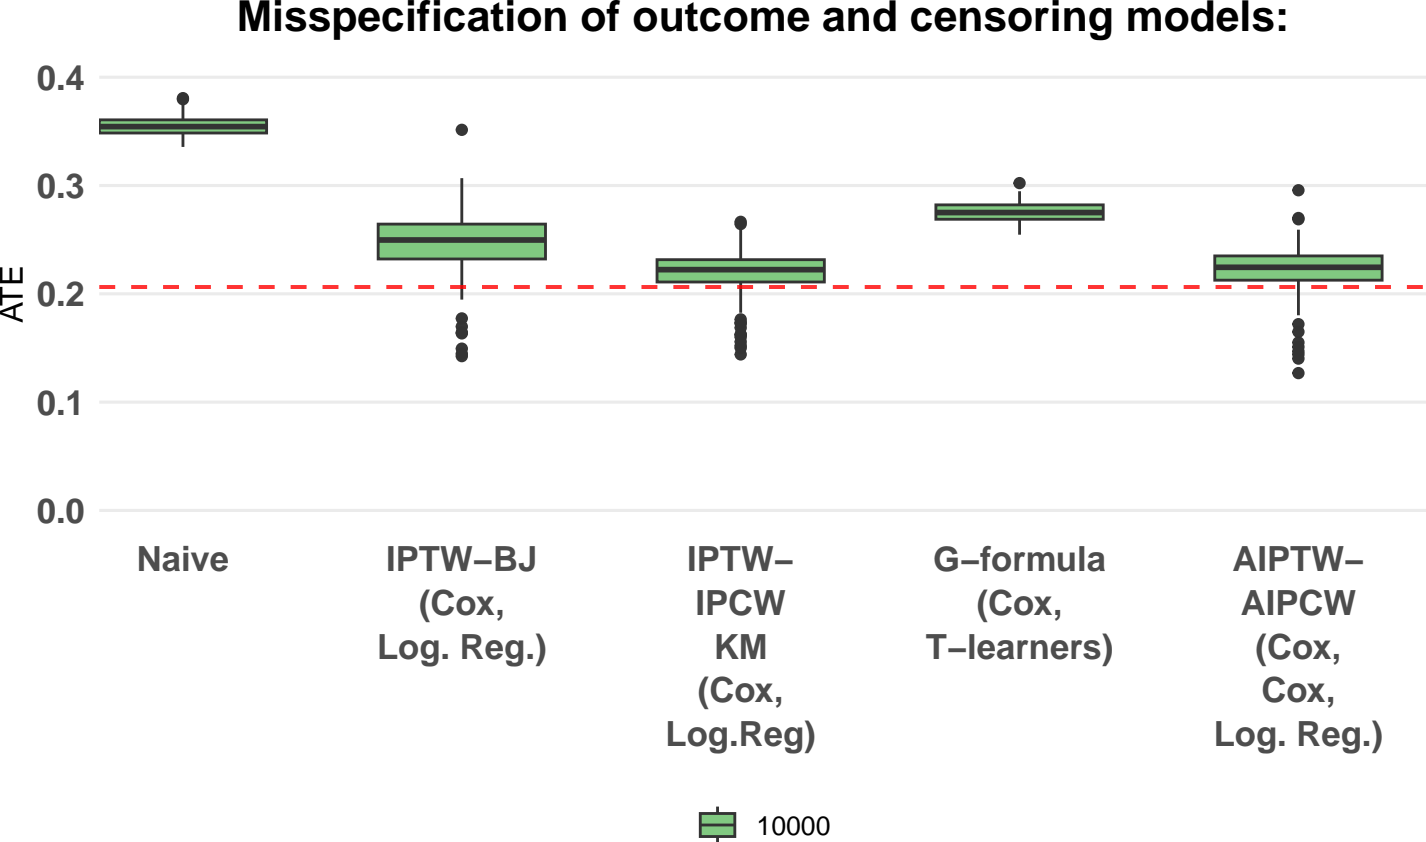 Misspecification of outcome and censoring models:
0.4
0.3
0.2
0.1
0.0
ATE
Naive
IPTW−BJ
(Cox,
Log. Reg.)
IPTW−
IPCW
KM
(Cox,
Log.Reg)
G−formula
(Cox,
T−learners)
AIPTW−
AIPCW
(Cox,
Cox,
Log. Reg.)
10000